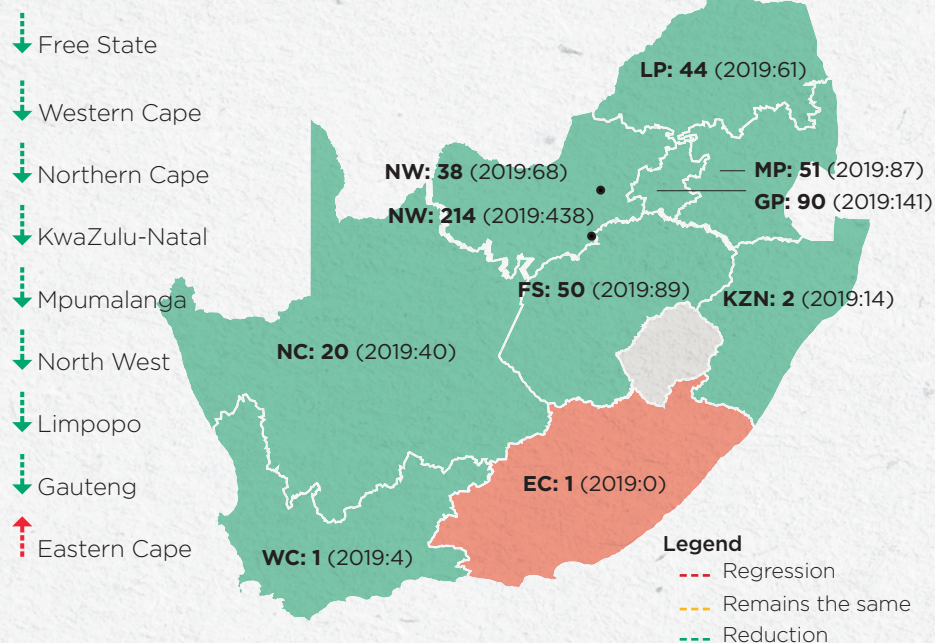 Free State
Western Cape
Northern Cape
KwaZulu-Natal
Mpumalanga
North West
Limpopo
Gauteng
Eastern Cape
LP: 44 (2019:61)
NW: 38 (2019:68)
MP: 51 (2019:87)
GP: 90 (2019:141)
NW: 214 (2019:438)
FS: 50 (2019:89)
KZN: 2 (2019:14)
NC: 20 (2019:40)
EC: 1 (2019:0)
WC: 1 (2019:4)
Legend
Regression
Remains the same
Reduction